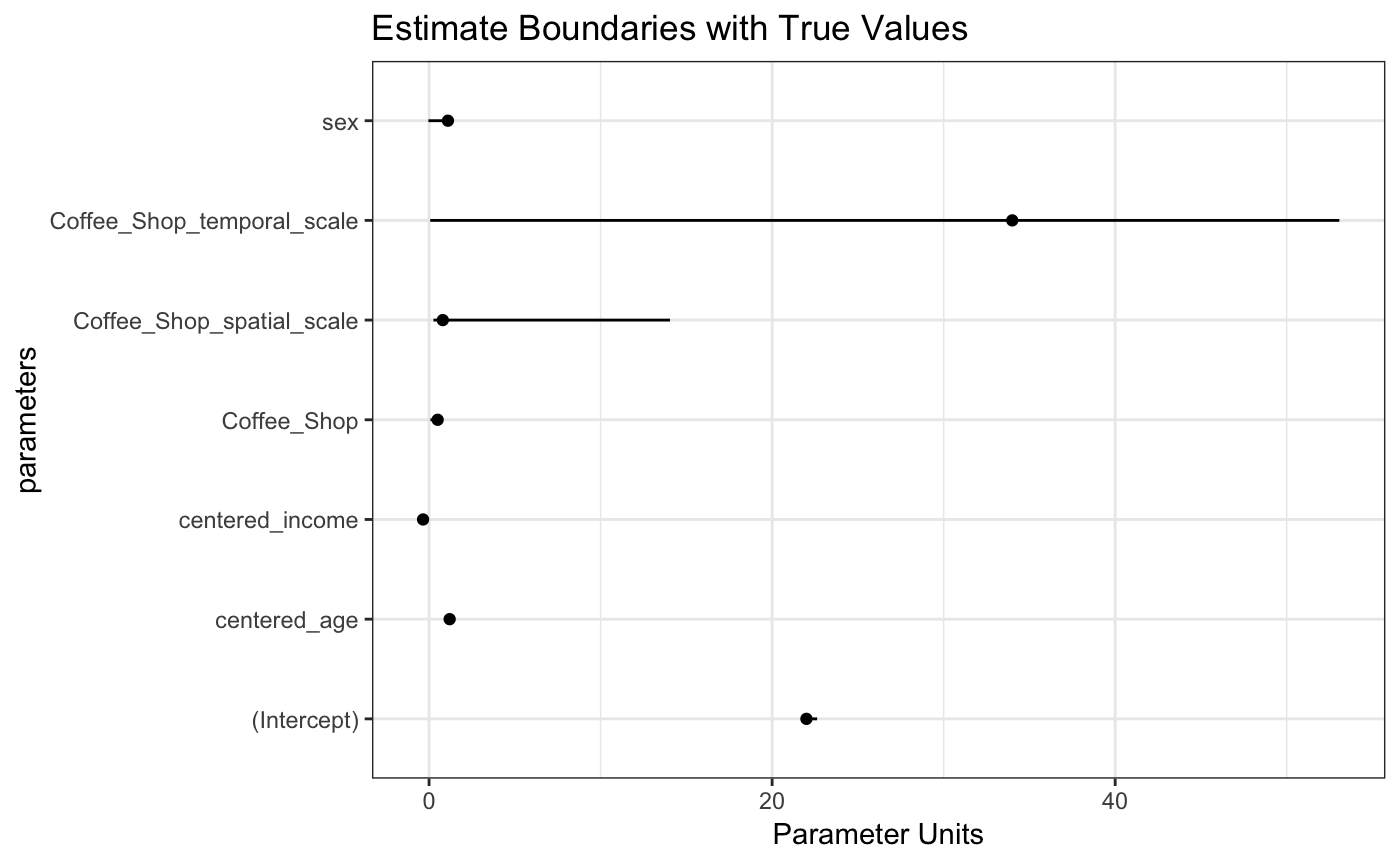 Estimate Boundaries with True Values
sex
Coffee_Shop_temporal_scale
Coffee_Shop_spatial_scale
Coffee_Shop
centered_income
centered_age
(Intercept)
parameters
0 20 40
Parameter Units